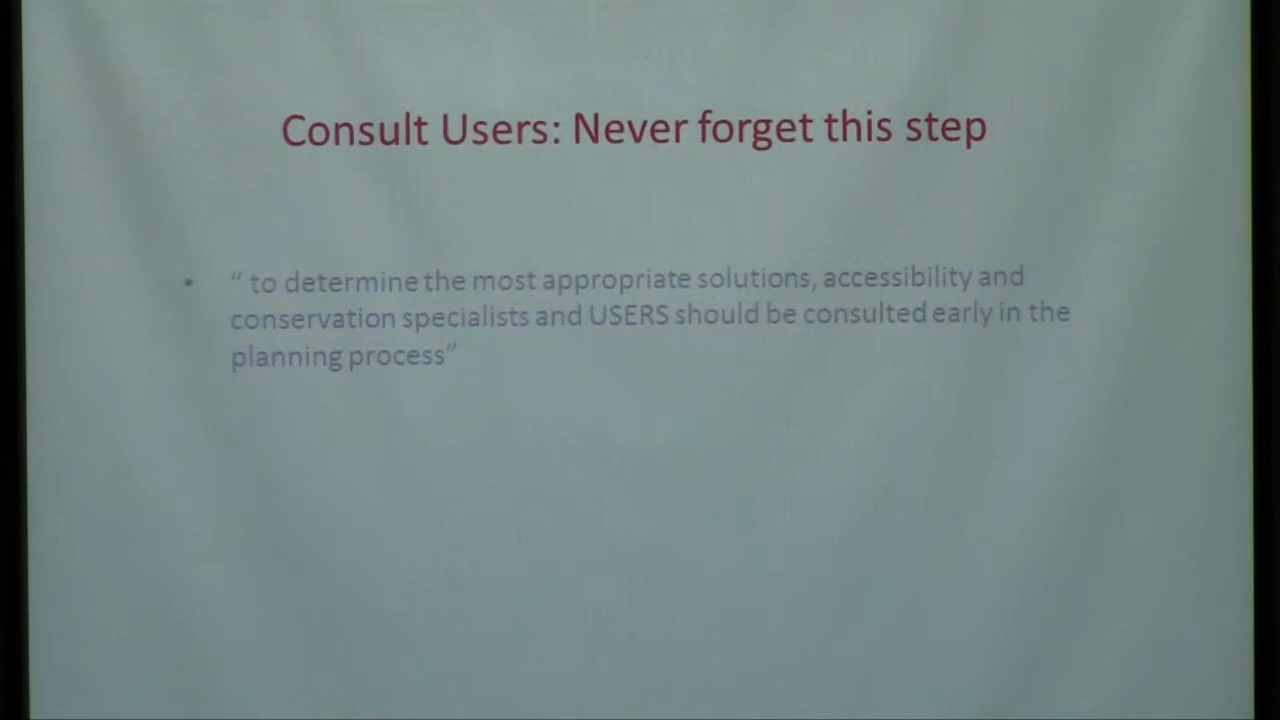 Consult Users: Never forget this step
• “ to determine the most appropriate solutions, accessibility and
conservation specialists and USERS should be consulted early in the
planning process”